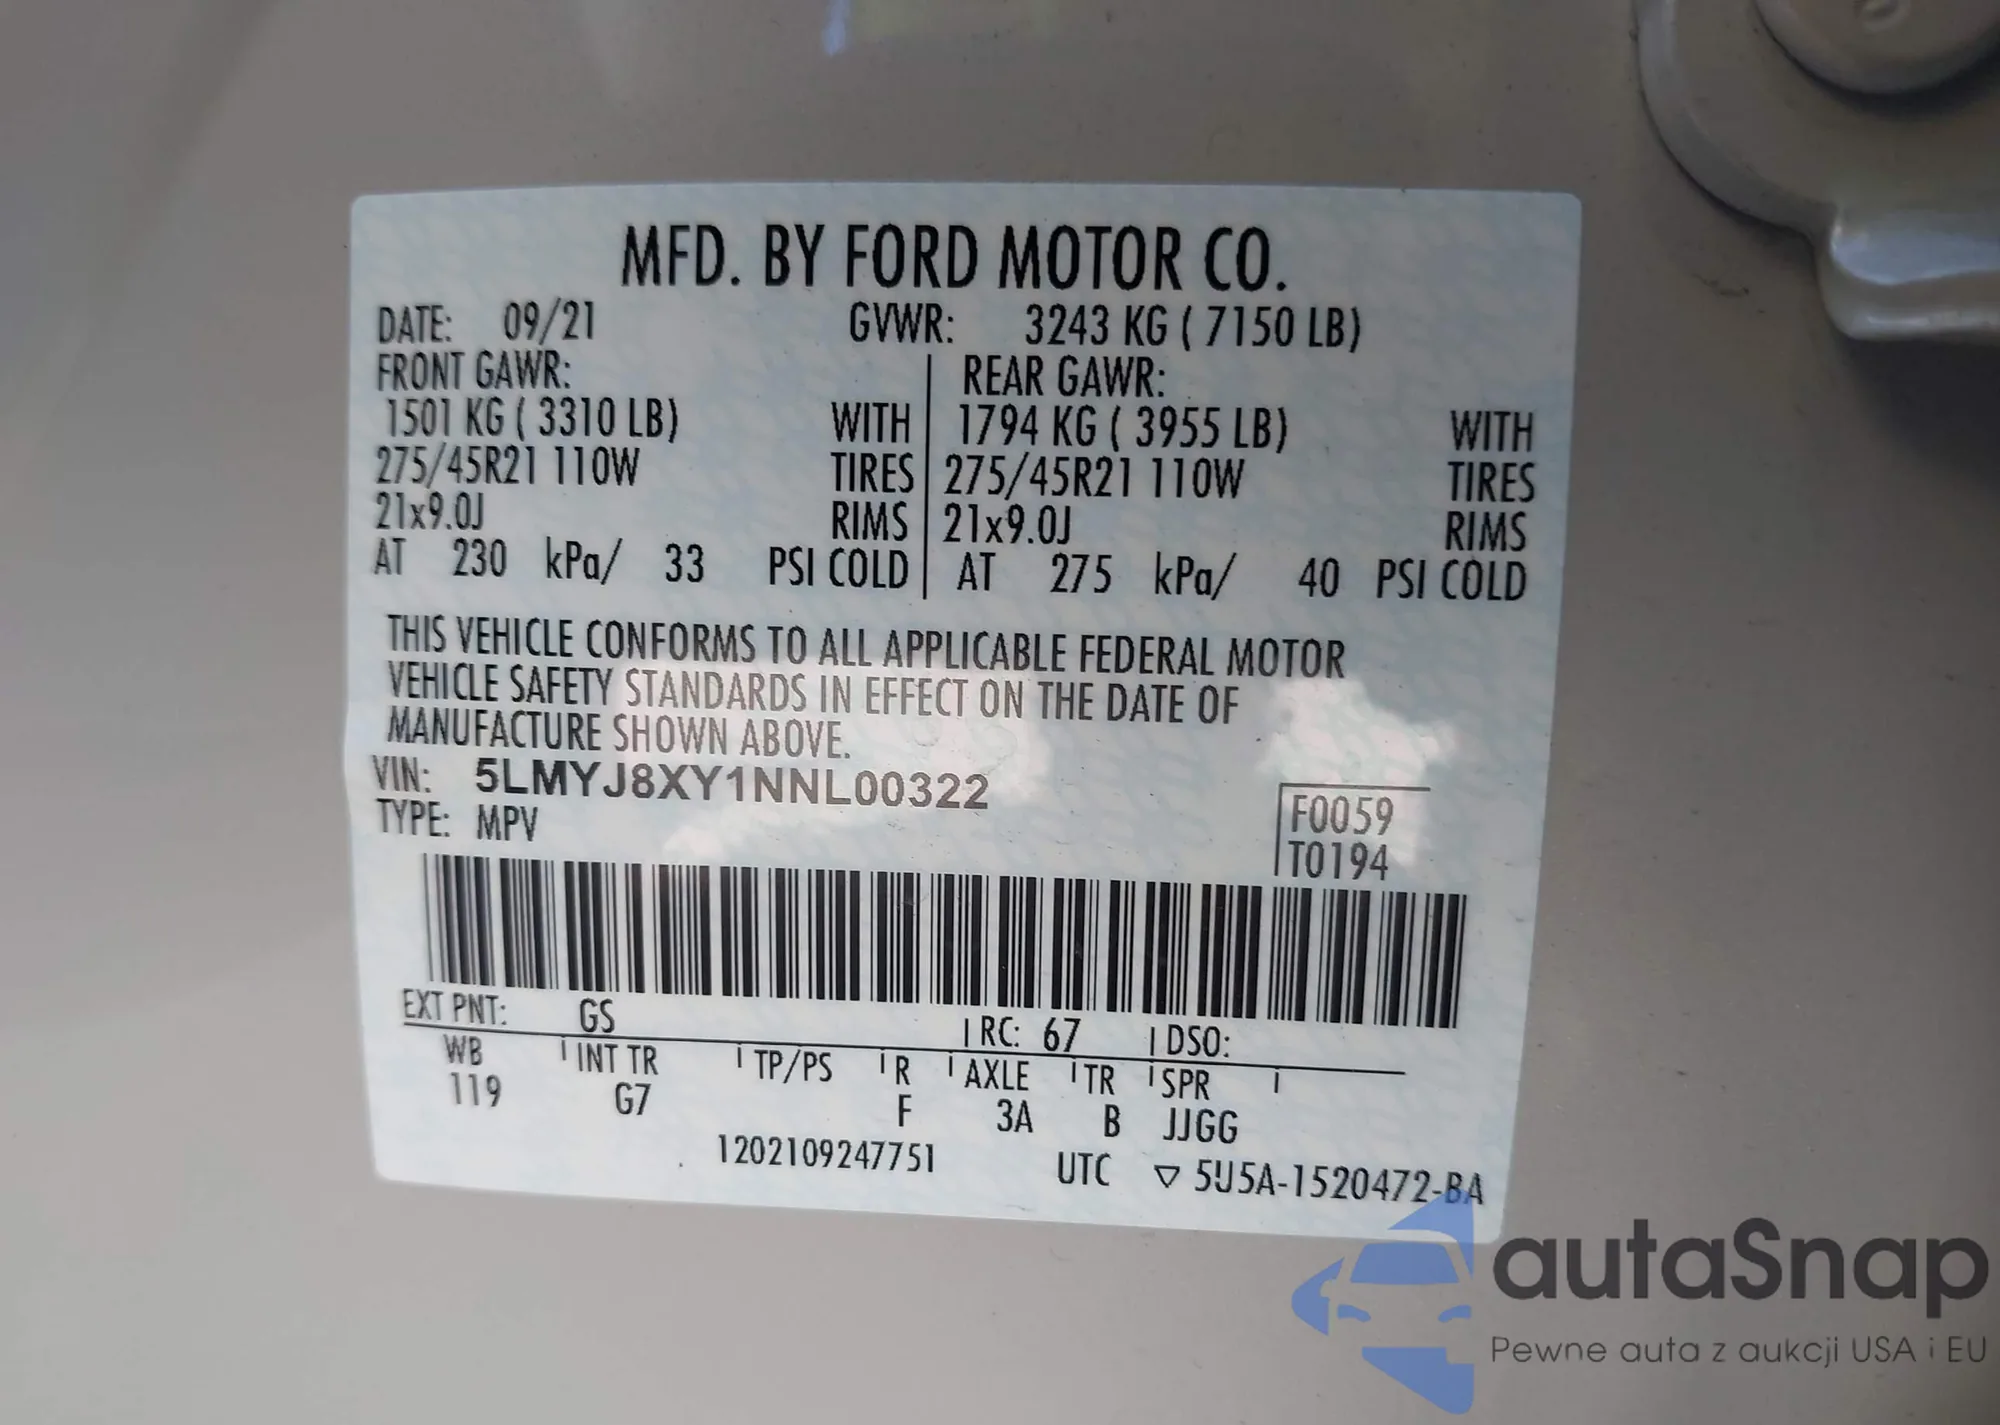 MFD. BY FORD MOTOR CO.
DATE: 09/21 GVWR: 3243 KG ( 7150 LB)
FRONT GAWR: REAR GAWR:
1501 KG ( 3310 LB) WITH 1794 KG ( 3955 LB) WITH
275/45R21 110W TIRES 275/45R21 110W TIRES
21x9.0J RIMS 21x9.0J RIMS
AT 230 kPa/ 33 PSI COLD AT 275 kPa/ 40 PSI COLD
THIS VEHICLE CONFORMS TO ALL APPLICABLE FEDERAL MOTOR
VEHICLE SAFETY STANDARDS IN EFFECT ON THE DATE OF
MANUFACTURE SHOWN ABOVE.
VIN: 5LMYJ8XY1NNL00322
TYPE: MPV
F0059
T0194
EXT PNT: GS RC: 67 DSO:
WB INT TR TP/PS R AXLE TR SPR
119 G7 F 3A B JJGG
1202109247751 UTC ▽ 5U5A-1520472-BA
autaSnap
Pewne auta z aukcji USA i EU